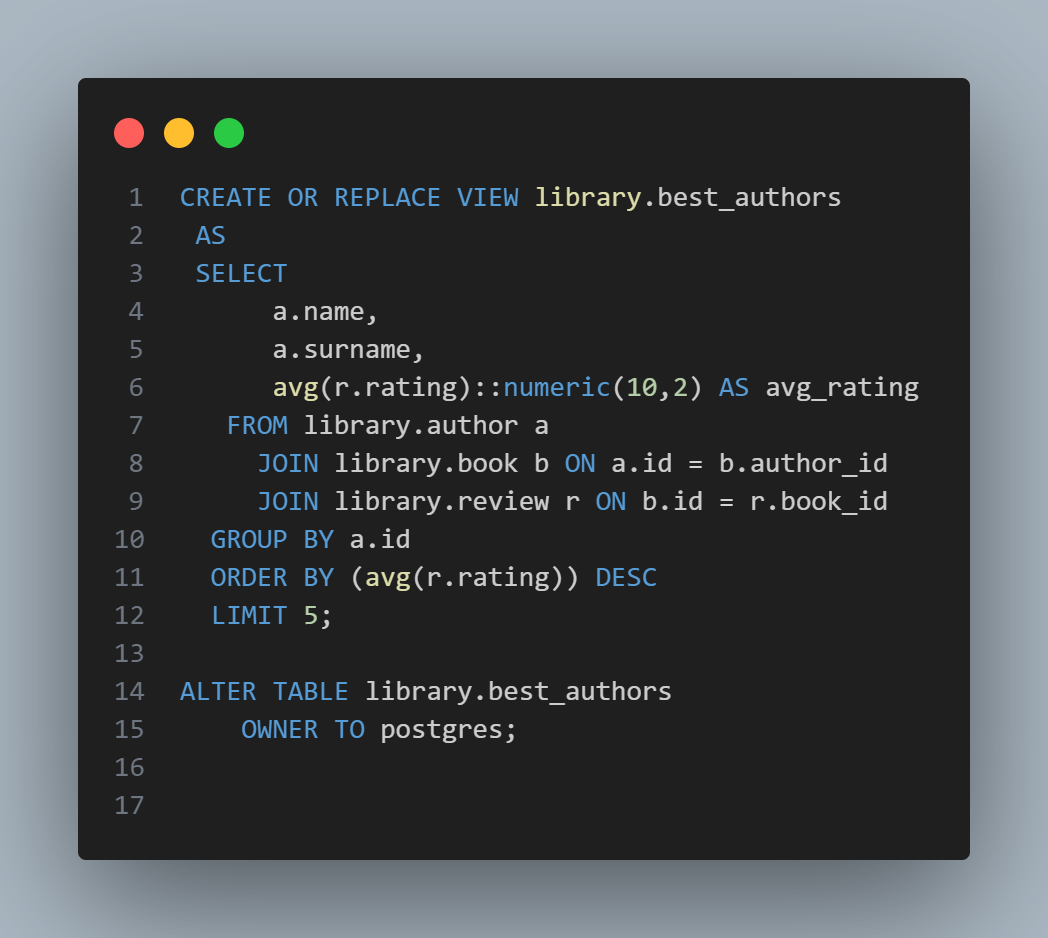 1 CREATE OR REPLACE VIEW library.best_authors
2  AS
3  SELECT
4       a.name,
5       a.surname,
6       avg(r.rating)::numeric(10,2) AS avg_rating
7    FROM library.author a
8      JOIN library.book b ON a.id = b.author_id
9      JOIN library.review r ON b.id = r.book_id
10   GROUP BY a.id
11   ORDER BY (avg(r.rating)) DESC
12   LIMIT 5;
13
14 ALTER TABLE library.best_authors
15     OWNER TO postgres;
16
17